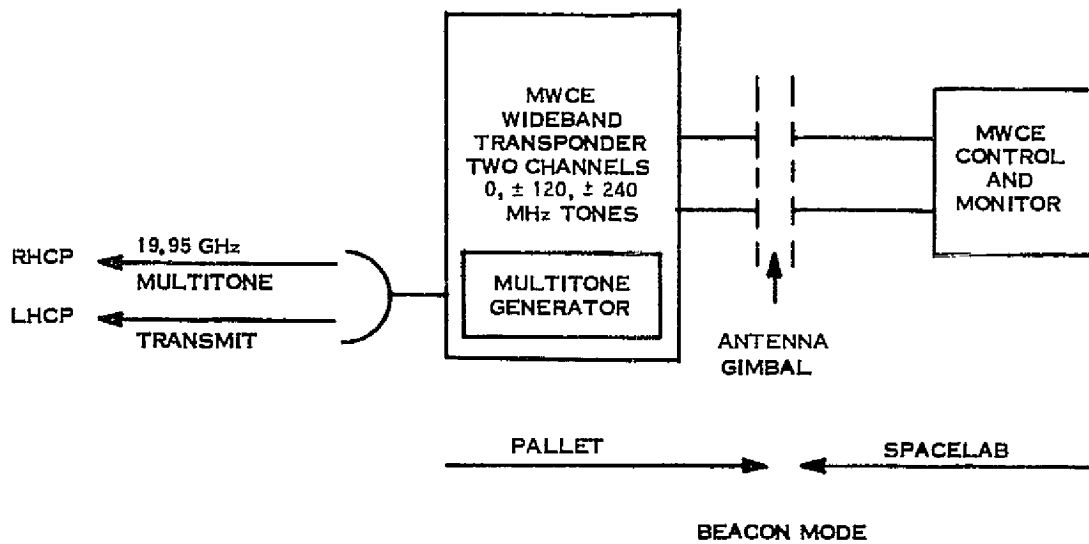 MWCE
WIDEBAND
TRANSPONDER
TWO CHANNELS
0, ± 120, ± 240
MHz TONES
MULTITONE
GENERATOR
MWCE
CONTROL
AND
MONITOR
RHCP
19.95 GHz
MULTITONE
LHCP
TRANSMIT
ANTENNA
GIMBAL
PALLET
SPACELAB
BEACON MODE